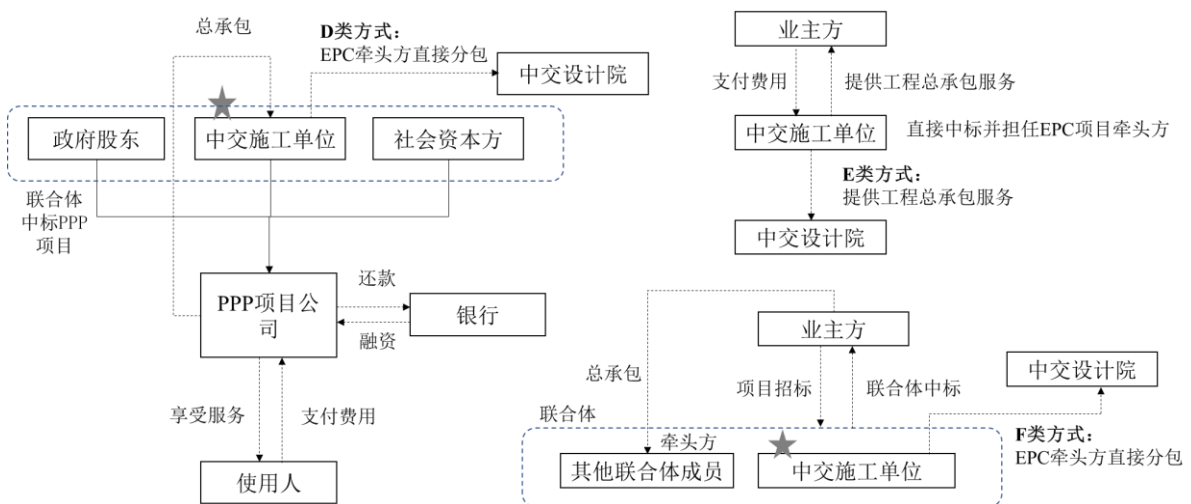 总承包
D类方式：
EPC牵头方直接分包
中交设计院
政府股东
中交施工单位
社会资本方
联合体
中标PPP
项目
PPP项目公
司
还款
融资
银行
享受服务
支付费用
使用人
业主方
支付费用
提供工程总承包服务
中交施工单位
直接中标并担任EPC项目牵头方
E类方式：
提供工程总承包服务
中交设计院
业主方
总承包
项目招标
联合体中标
中交设计院
联合体
牵头方
其他联合体成员
中交施工单位
F类方式：
EPC牵头方直接分包